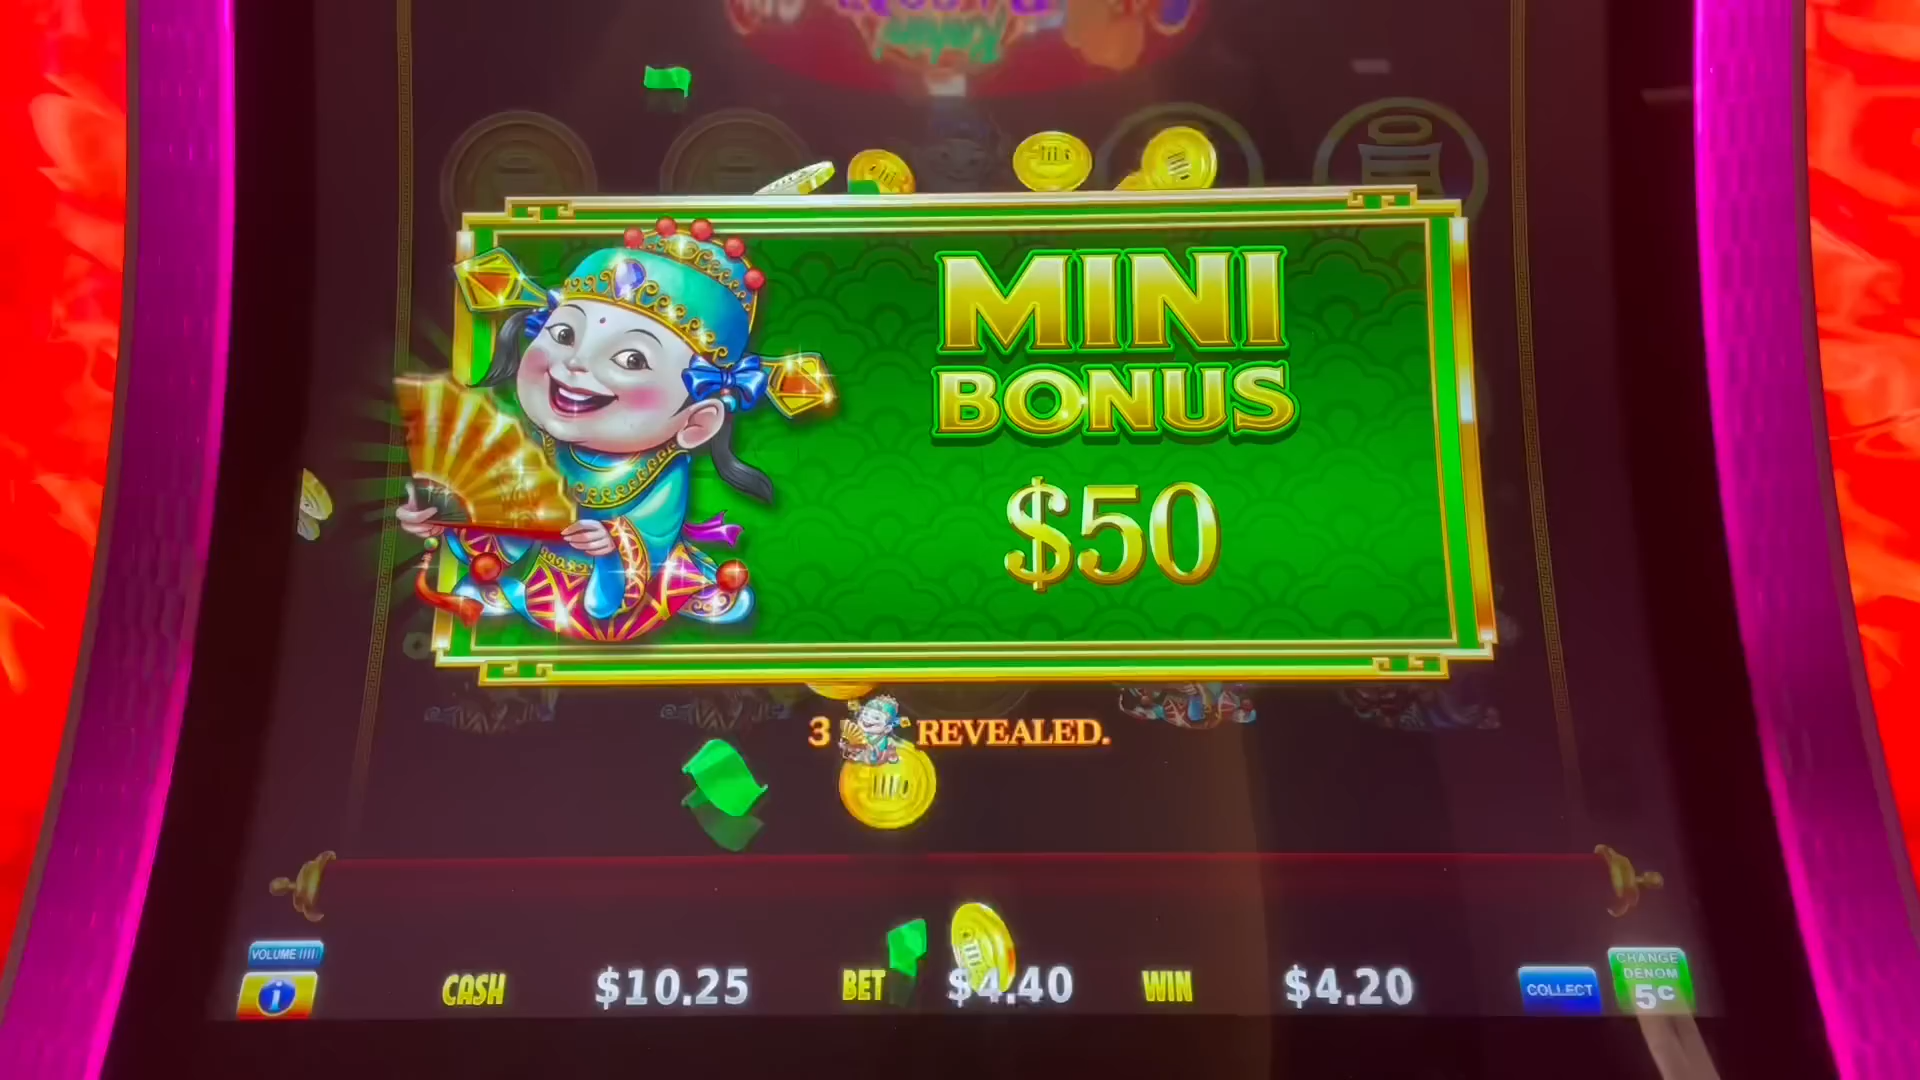 MINI
BONUS
$50
3 REVEALED.
VOLUME
CASH $10.25 BET $4.40 WIN $4.20
COLLECT
CHANGE
DENOM
5¢